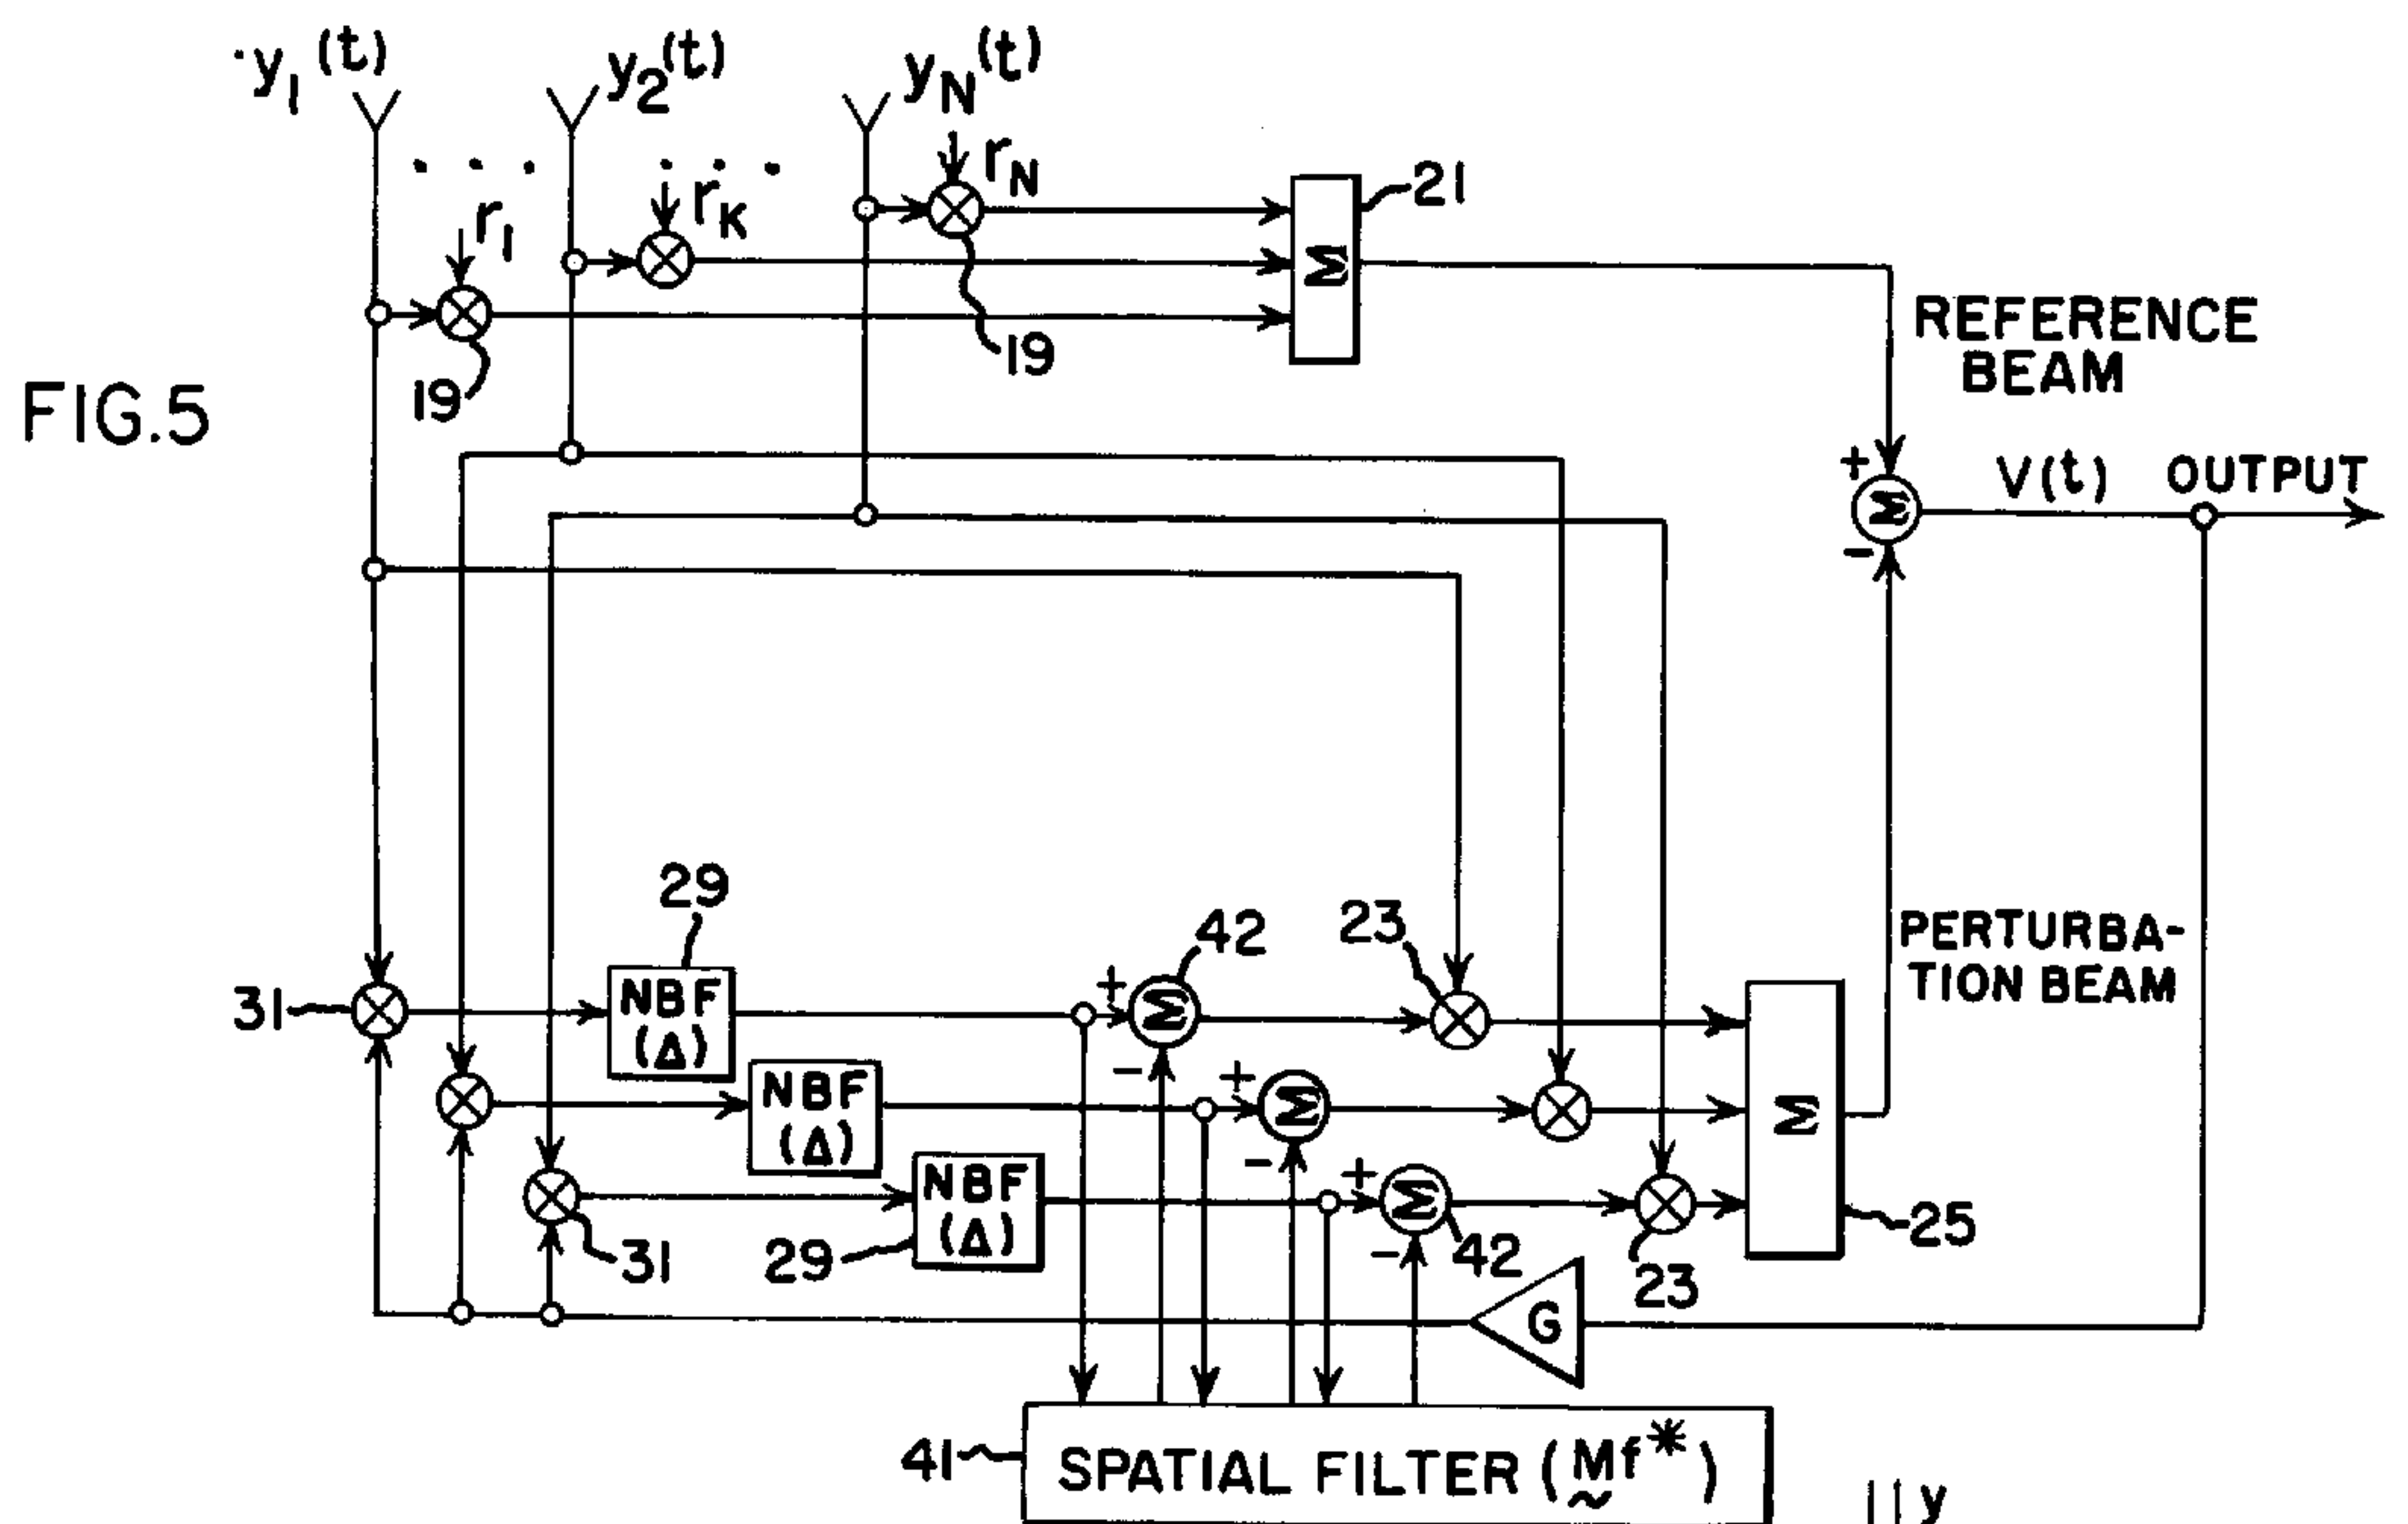 y1(t)
y2(t)
yN(t)
rN
rK
r1
21
Σ
19
19
FIG.5
REFERENCE
BEAM
+
Σ
-
V(t) OUTPUT
29
42
23
PERTURBA-
TION BEAM
31
NBF
(Δ)
+
Σ
-
NBF
(Δ)
+
Σ
-
Σ
NBF
(Δ)
+
Σ
-
31
29
42
23
25
G
41
SPATIAL FILTER (Mf*)
~
y